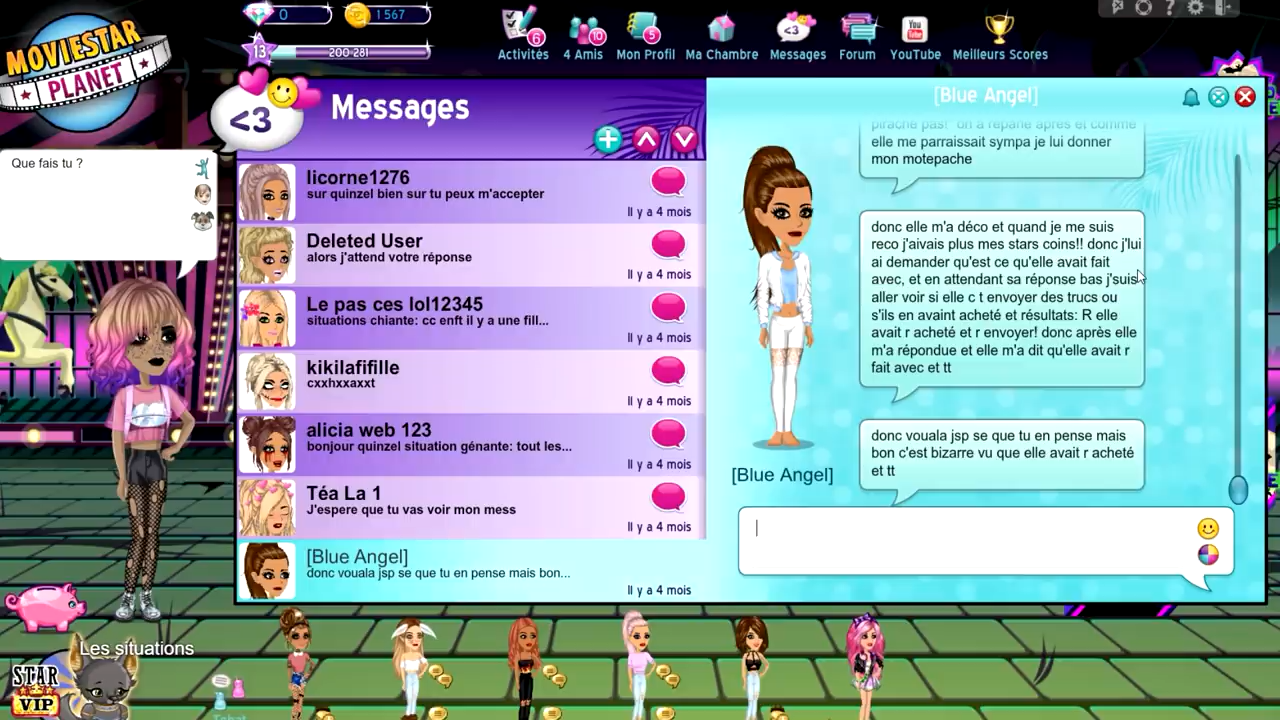 MOVIESTAR
PLANET
0
1 567
13
200·281
6
10
5
<3
You
Tube
Activités
4 Amis
Mon Profil
Ma Chambre
Messages
Forum
YouTube
Meilleurs Scores
<3
Messages
Que fais tu ?
licorne1276
sur quinzel bien sur tu peux m'accepter
Il y a 4 mois
Deleted User
alors j'attend votre réponse
Il y a 4 mois
Le pas ces lol12345
situations chiante: cc enft il y a une fill...
Il y a 4 mois
kikilafifille
cxxhxxaxxt
Il y a 4 mois
alicia web 123
bonjour quinzel situation génante: tout les...
Il y a 4 mois
Téa La 1
J'espere que tu vas voir mon mess
Il y a 4 mois
[Blue Angel]
donc vouala jsp se que tu en pense mais bon...
Il y a 4 mois
[Blue Angel]
[Blue Angel]
elle me parraissait sympa je lui donner
mon motepache
donc elle m'a déco et quand je me suis
reco j'aivais plus mes stars coins!! donc j'lui
ai demander qu'est ce qu'elle avait fait
avec, et en attendant sa réponse bas j'suis
aller voir si elle c t envoyer des trucs ou
s'ils en avaint acheté et résultats: R elle
avait r acheté et r envoyer! donc après elle
m'a répondue et elle m'a dit qu'elle avait r
fait avec et tt
donc vouala jsp se que tu en pense mais
bon c'est bizarre vu que elle avait r acheté
et tt
Les situations
STAR
VIP